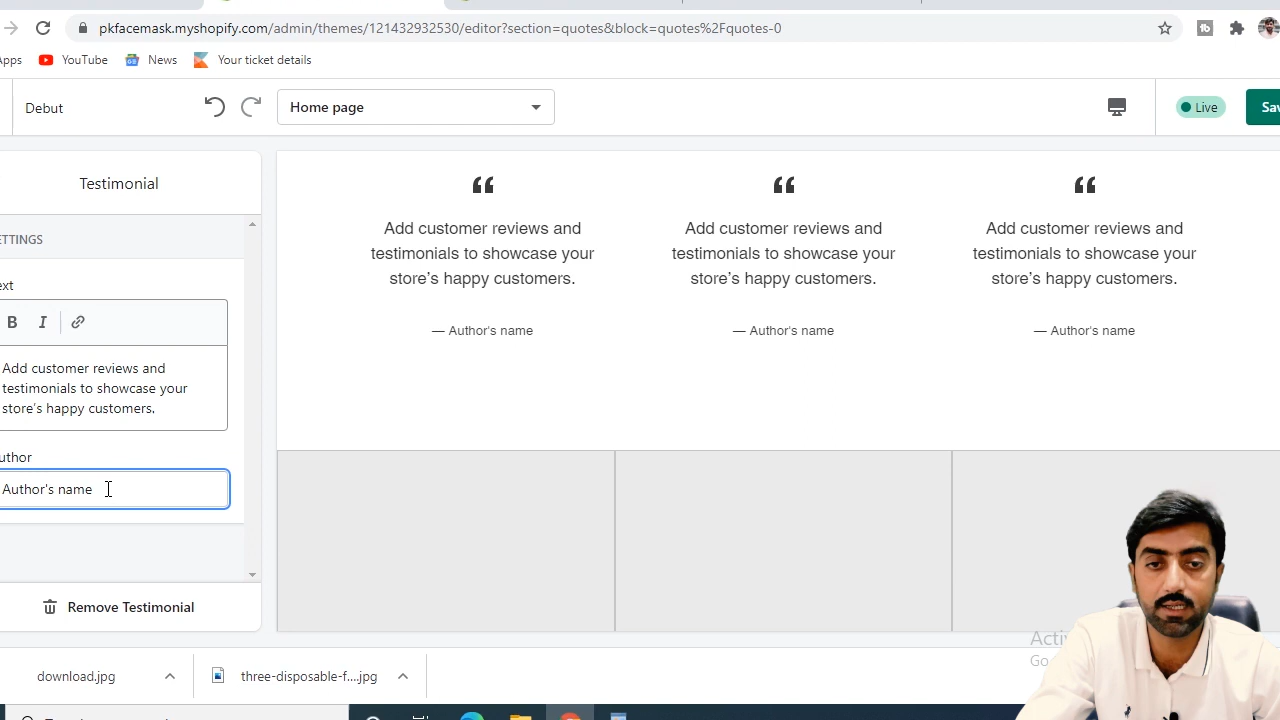 pkfacemask.myshopify.com/admin/themes/121432932530/editor?section=quotes&block=quotes%2Fquotes-0
pps
YouTube
News
Your ticket details
Debut
Home page
Live
Sav
Testimonial
ETTINGS
ext
B I
Add customer reviews and
testimonials to showcase your
store's happy customers.
uthor
Author's name
Remove Testimonial
“
Add customer reviews and
testimonials to showcase your
store's happy customers.
— Author's name
“
Add customer reviews and
testimonials to showcase your
store's happy customers.
— Author's name
“
Add customer reviews and
testimonials to showcase your
store's happy customers.
— Author's name
Acti
Go
download.jpg
three-disposable-f....jpg